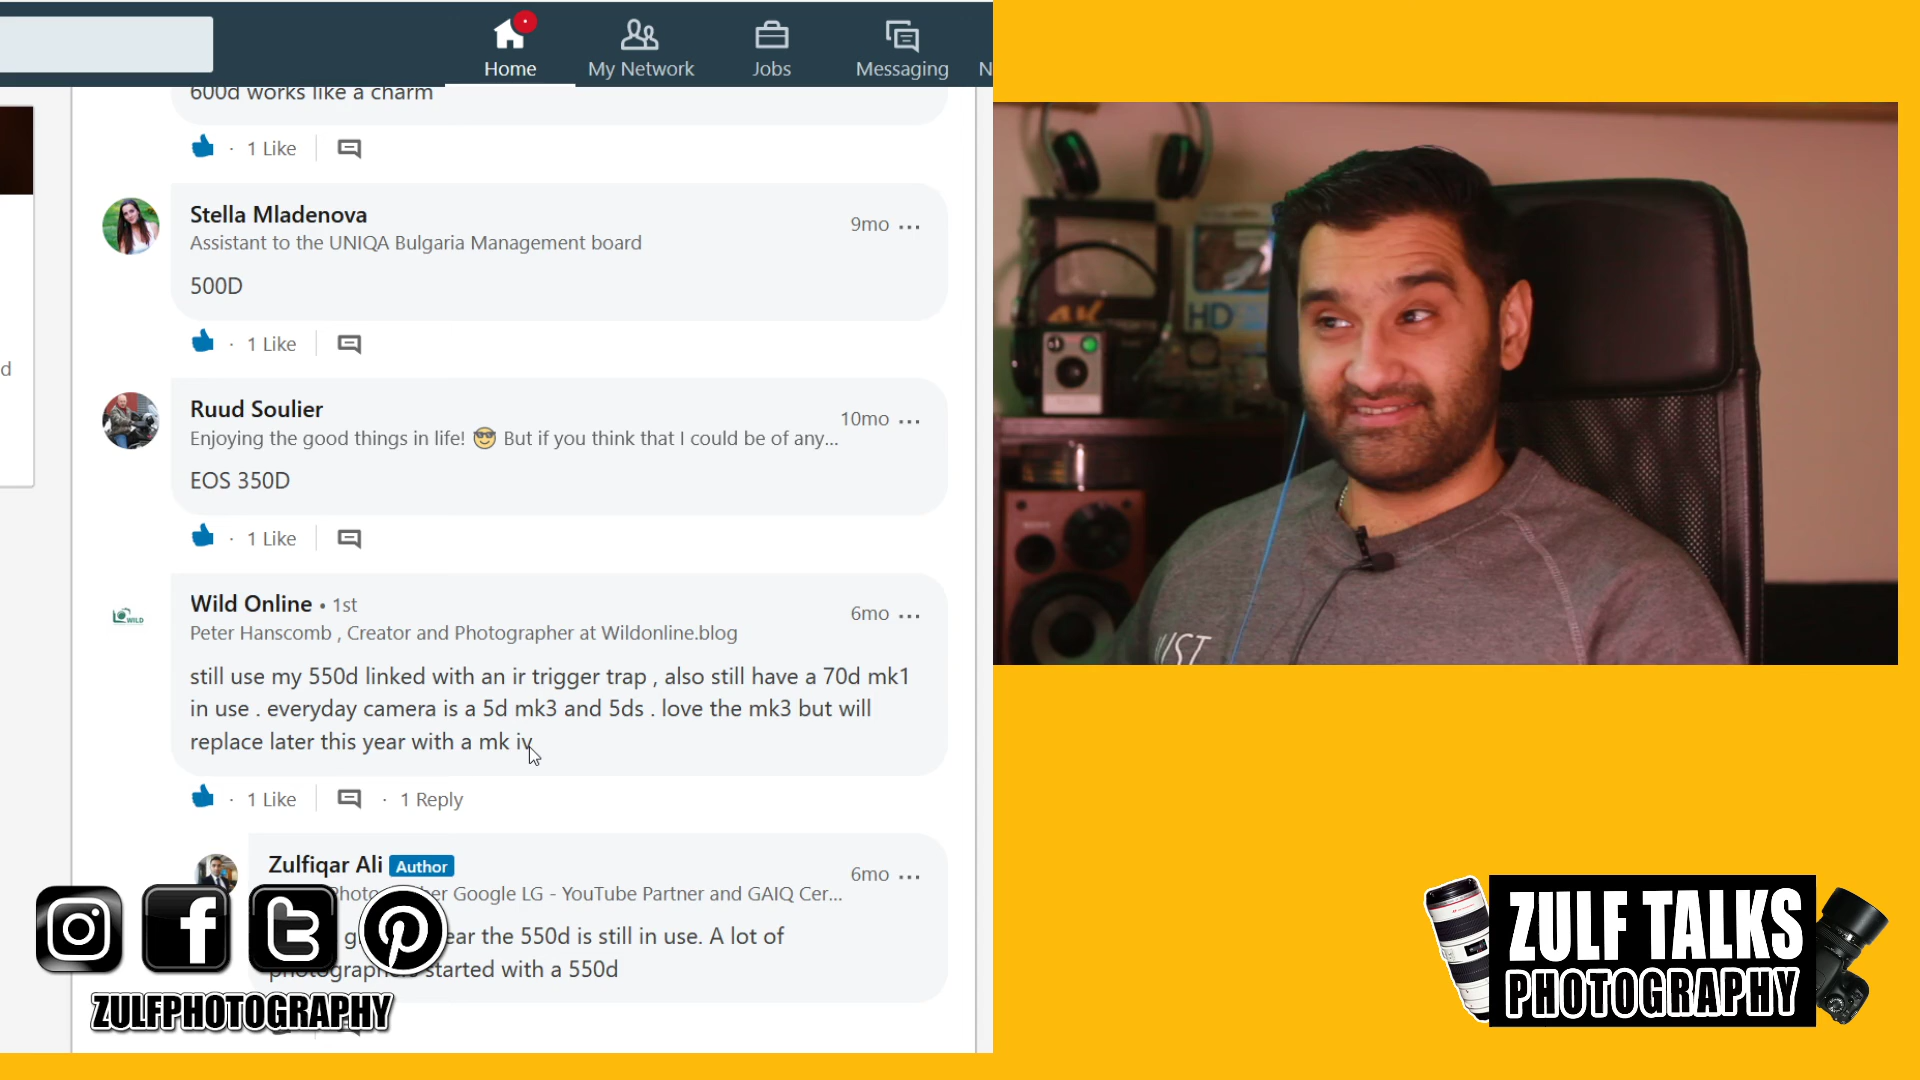 Home
My Network
Jobs
Messaging
N
600d works like a charm
1 Like
Stella Mladenova
9mo ...
Assistant to the UNIQA Bulgaria Management board
500D
1 Like
Ruud Soulier
10mo ...
Enjoying the good things in life! 😎 But if you think that I could be of any...
EOS 350D
1 Like
Wild Online • 1st
6mo ...
Peter Hanscomb , Creator and Photographer at Wildonline.blog
still use my 550d linked with an ir trigger trap , also still have a 70d mk1
in use . everyday camera is a 5d mk3 and 5ds . love the mk3 but will
replace later this year with a mk iv
1 Like · 1 Reply
Zulfiqar Ali Author
6mo ...
Google LG - YouTube Partner and GAIQ Cer...
the 550d is still in use. A lot of
started with a 550d
ZULFPHOTOGRAPHY
d
WILD
4K
HD
ZULF TALKS
PHOTOGRAPHY